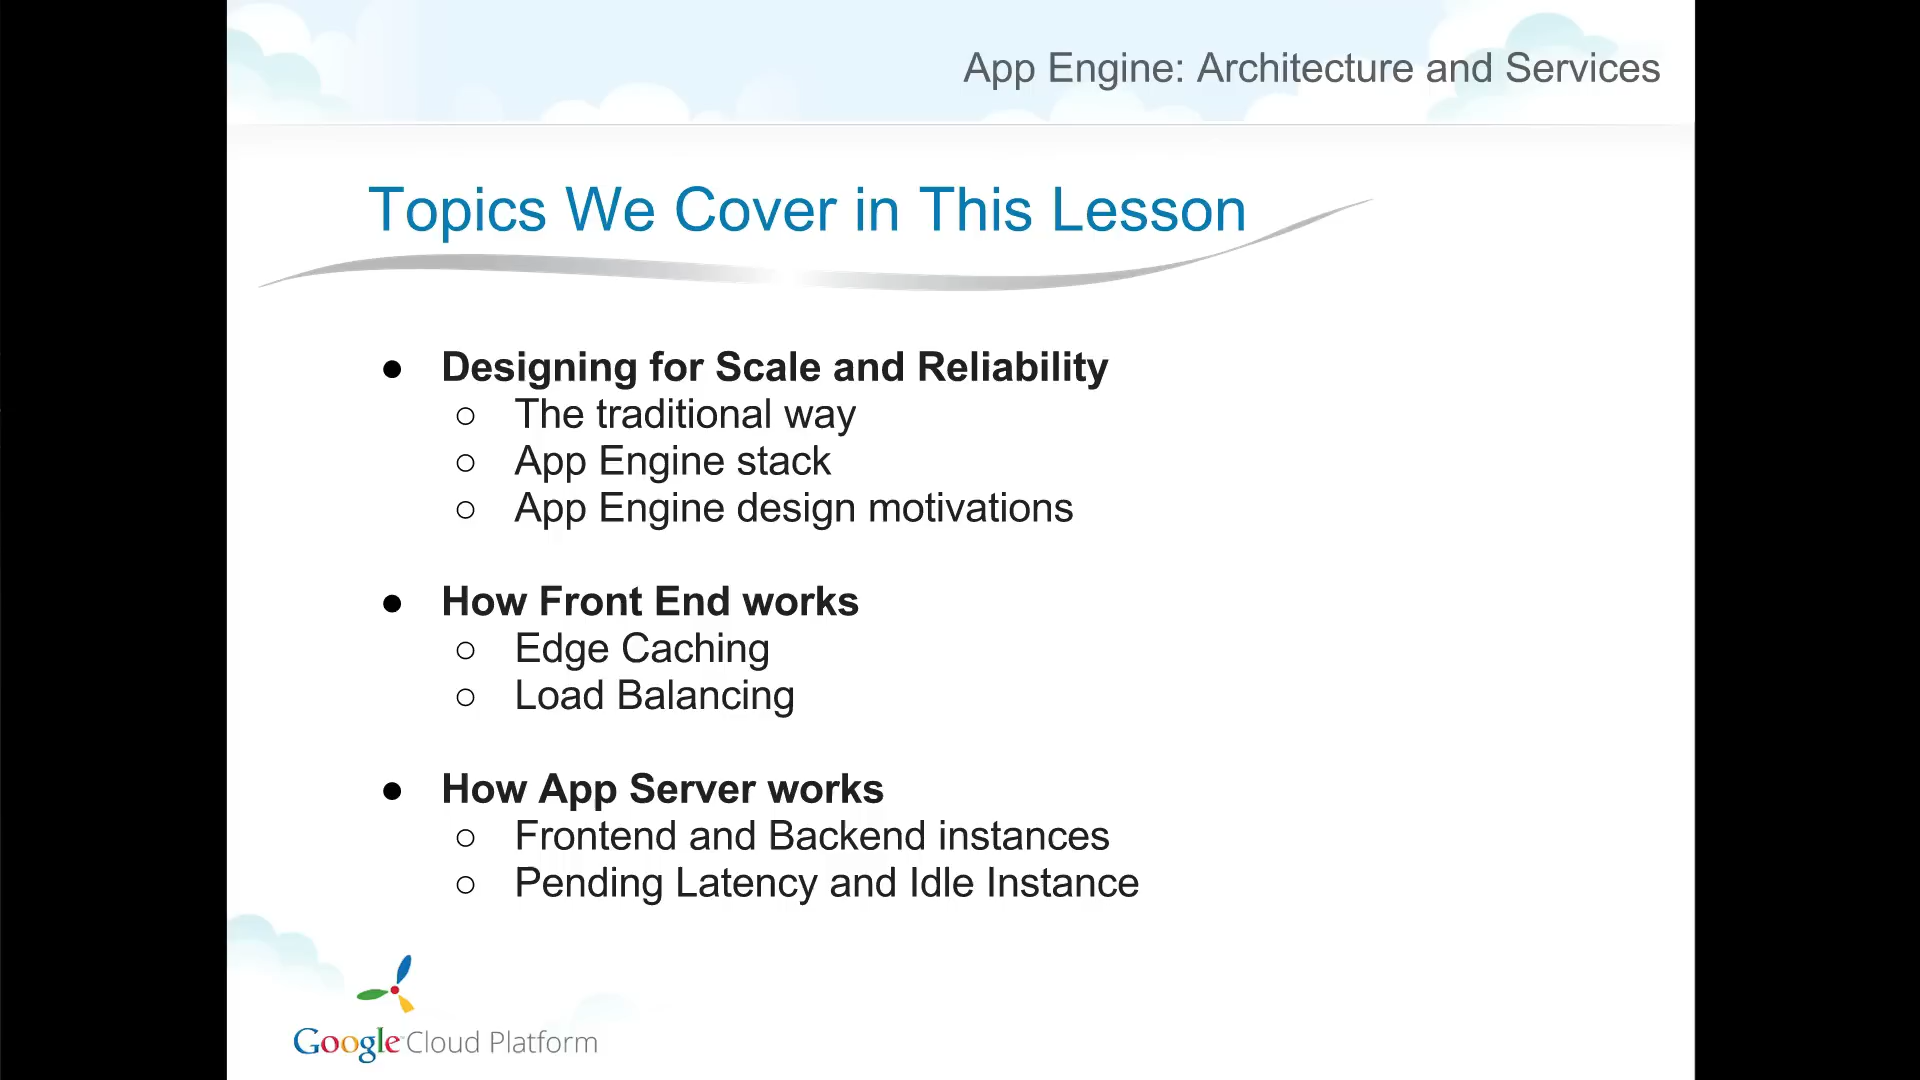 App Engine: Architecture and Services
Topics We Cover in This Lesson
● Designing for Scale and Reliability
○ The traditional way
○ App Engine stack
○ App Engine design motivations
● How Front End works
○ Edge Caching
○ Load Balancing
● How App Server works
○ Frontend and Backend instances
○ Pending Latency and Idle Instance
Google Cloud Platform